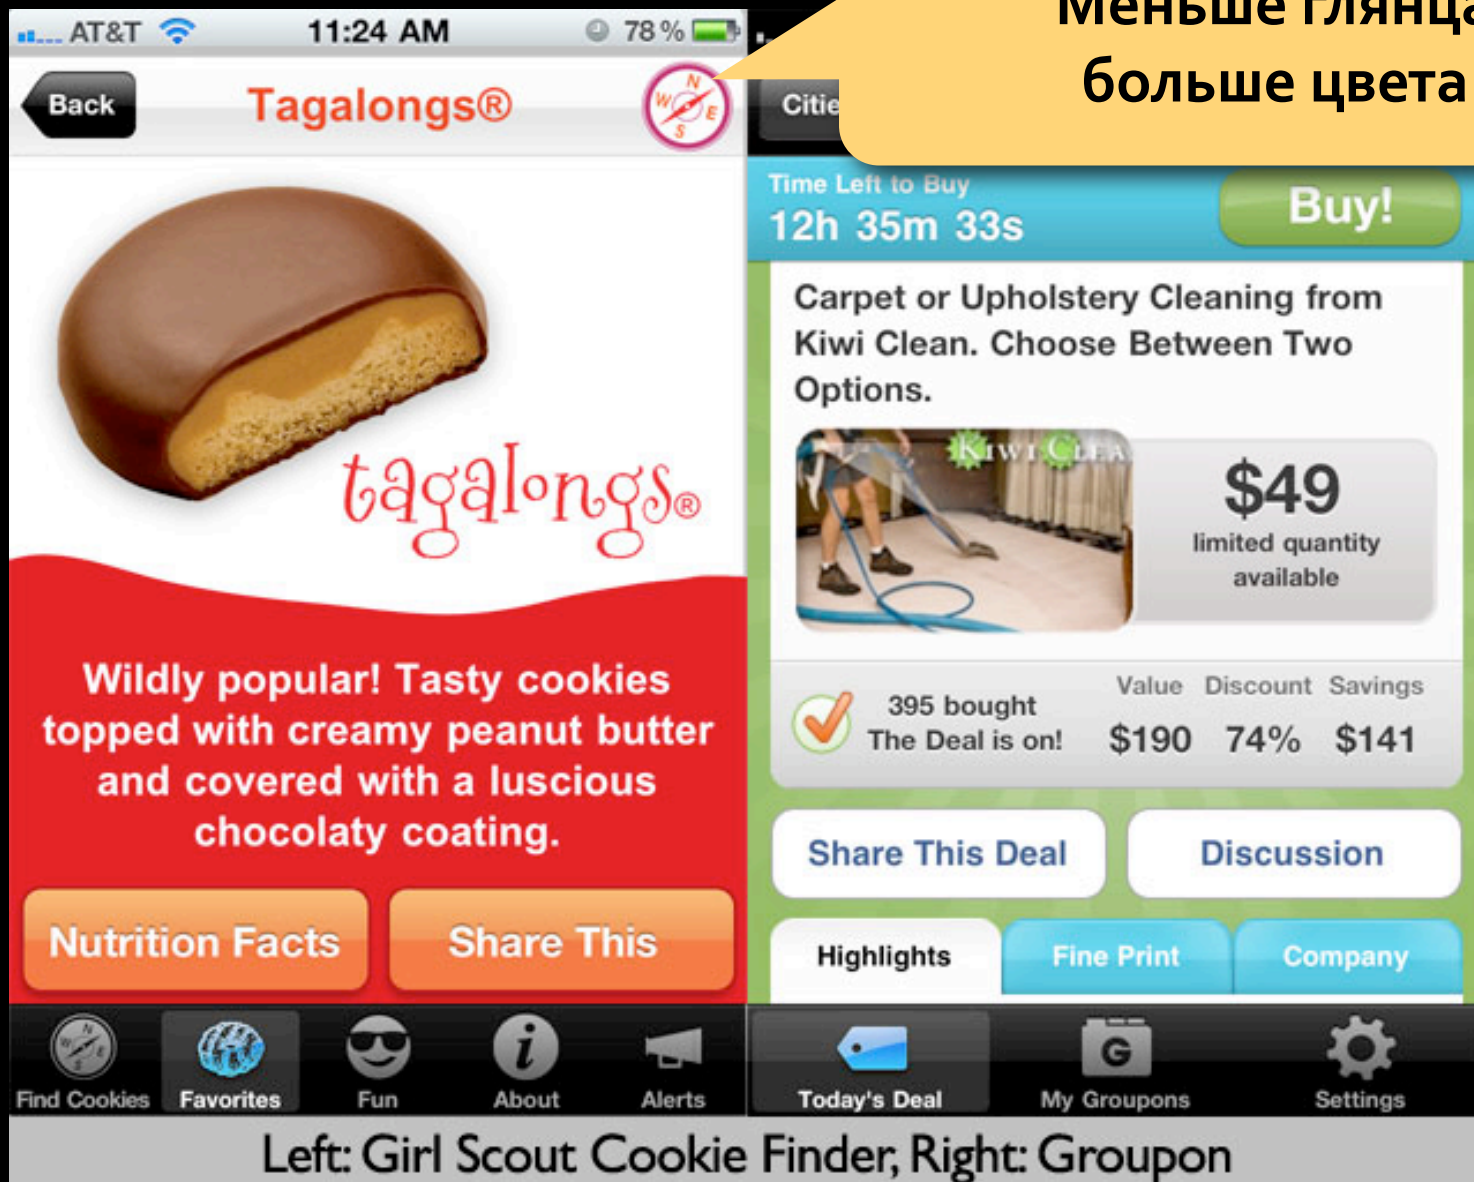 Меньше глянца
больше цвета
AT&T 11:24 AM 78%
Back Tagalongs®
N
W E
S
tagalongs®
Wildly popular! Tasty cookies
topped with creamy peanut butter
and covered with a luscious
chocolaty coating.
Nutrition Facts Share This
Find Cookies Favorites Fun About Alerts
Time Left to Buy
12h 35m 33s
Buy!
Carpet or Upholstery Cleaning from
Kiwi Clean. Choose Between Two
Options.
$49
limited quantity
available
395 bought
The Deal is on!
Value Discount Savings
$190 74% $141
Share This Deal Discussion
Highlights Fine Print Company
Today's Deal My Groupons Settings
Left: Girl Scout Cookie Finder, Right: Groupon